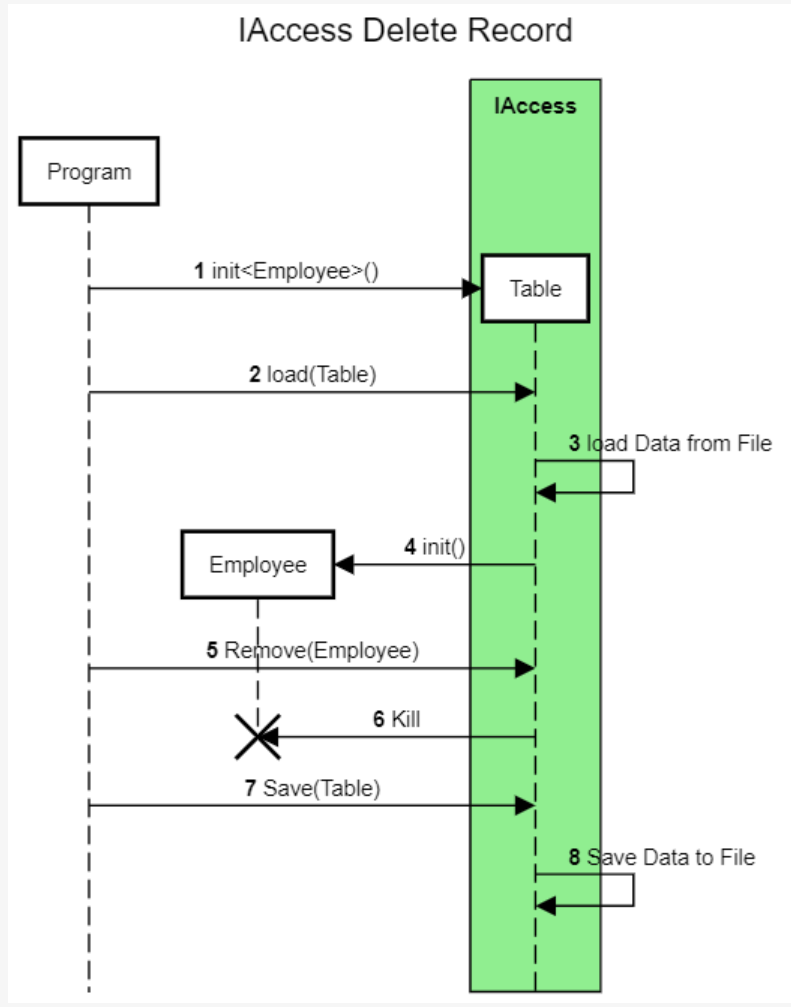 IAccess Delete Record
IAccess
Program
1 init<Employee>()
Table
2 load(Table)
3 load Data from File
4 init()
Employee
5 Remove(Employee)
6 Kill
7 Save(Table)
8 Save Data to File